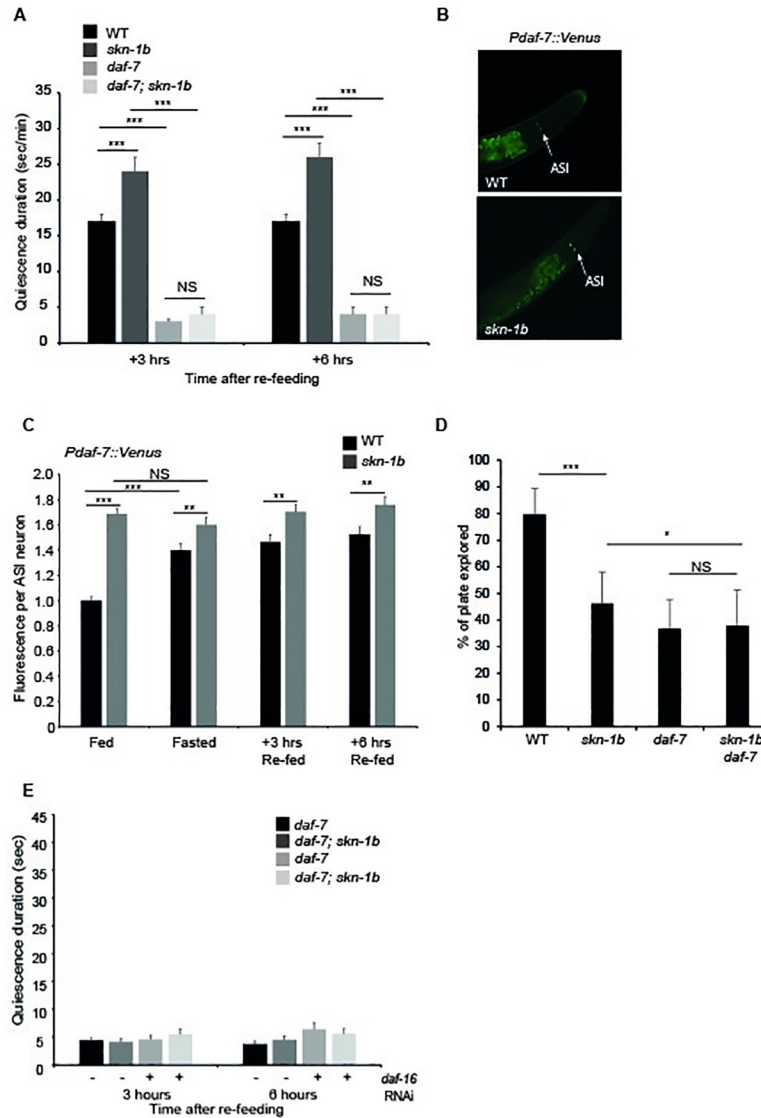 A
WT
skn-1b
daf-7
daf-7; skn-1b
***
***
***
***
***
***
NS
NS
35
30
25
20
15
10
5
0
Quiescence duration (sec/min)
+3 hrs
+6 hrs
Time after re-feeding
B
Pdaf-7::Venus
ASI
WT
ASI
skn-1b
C
Pdaf-7::Venus
WT
skn-1b
NS
***
***
**
**
**
2.0
1.8
1.6
1.4
1.2
1.0
0.8
0.6
0.4
0.2
0
Fluorescence per ASI neuron
Fed
Fasted
+3 hrs
Re-fed
+6 hrs
Re-fed
D
100
90
80
70
60
50
40
30
20
10
0
% of plate explored
***
*
NS
WT
skn-1b
daf-7
skn-1b
daf-7
E
45
40
35
30
25
20
15
10
5
0
Quiescence duration (sec)
daf-7
daf-7; skn-1b
daf-7
daf-7; skn-1b
- - + + - - + + daf-16
3 hours 6 hours RNAi
Time after re-feeding